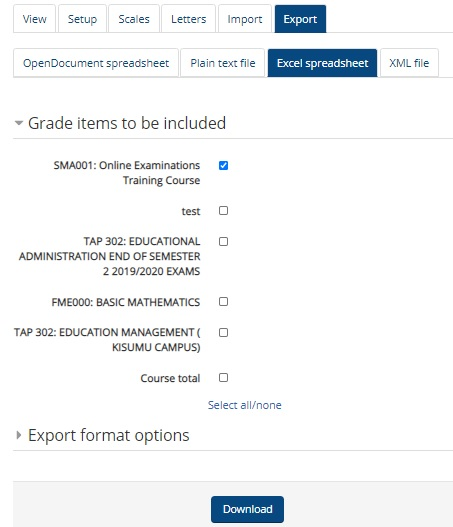 View Setup Scales Letters Import Export
OpenDocument spreadsheet Plain text file Excel spreadsheet XML file
Grade items to be included
SMA001: Online Examinations
Training Course
test
TAP 302: EDUCATIONAL
ADMINISTRATION END OF SEMESTER
2 2019/2020 EXAMS
FME000: BASIC MATHEMATICS
TAP 302: EDUCATION MANAGEMENT (
KISUMU CAMPUS)
Course total
Select all/none
Export format options
Download